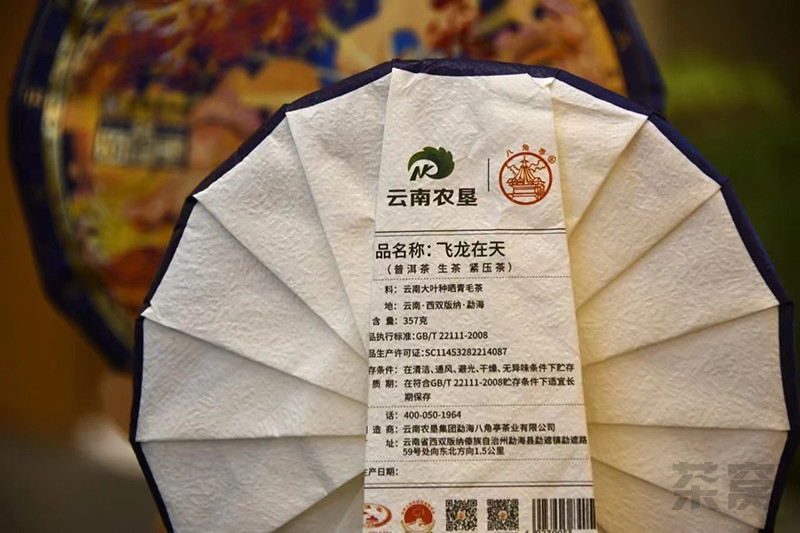 NK
云南农垦
八角亭®
品名称：飞龙在天
（普洱茶 生茶 紧压茶）
料：云南大叶种晒青毛茶
地：云南·西双版纳·勐海
含量：357克
品执行标准：GB/T 22111-2008
品生产许可证：SC11453282214087
存条件：在清洁、通风、避光、干燥、无异味条件下贮存
质期：在符合GB/T 22111-2008贮存条件下适宜长
期保存
话：400-050-1964
造商：云南农垦集团勐海八角亭茶业有限公司
址：云南省西双版纳傣族自治州勐海县勐遮镇勐遮路
59号处向东北方向1.5公里
生产日期：
茶窝